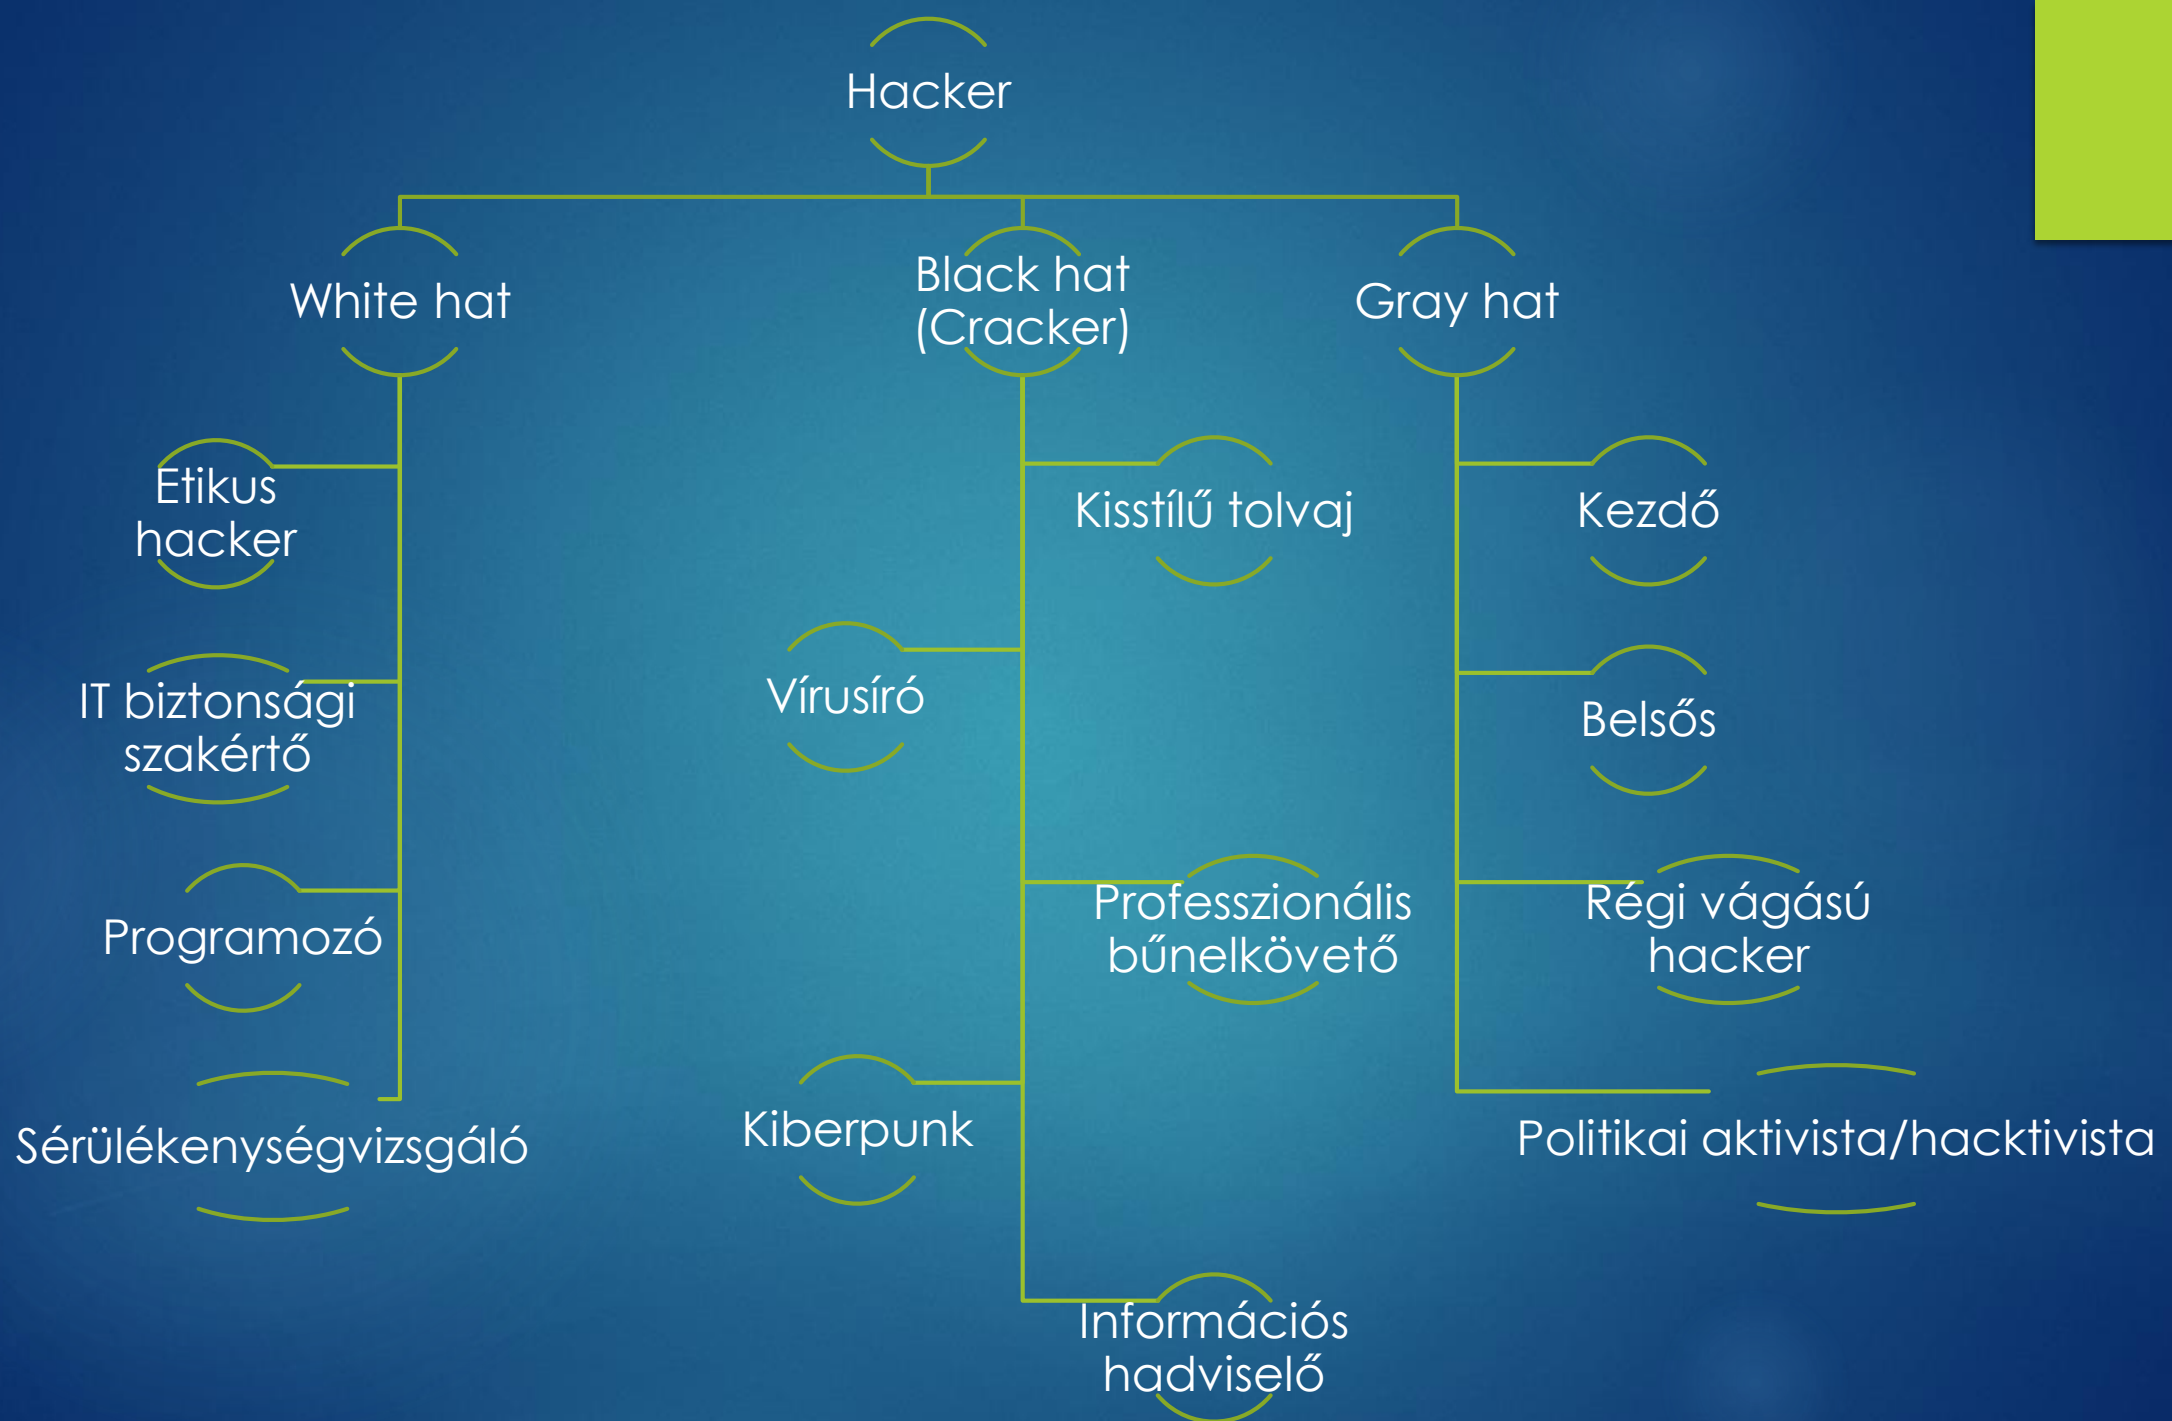 Hacker
White hat
Etikus
hacker
IT biztonsági
szakértő
Programozó
Sérülékenységvizsgáló
Black hat
(Cracker)
Kisstílű tolvaj
Vírusíró
Professzionális
bűnelkövető
Kiberpunk
Információs
hadviselő
Gray hat
Kezdő
Belsős
Régi vágású
hacker
Politikai aktivista/hacktivista